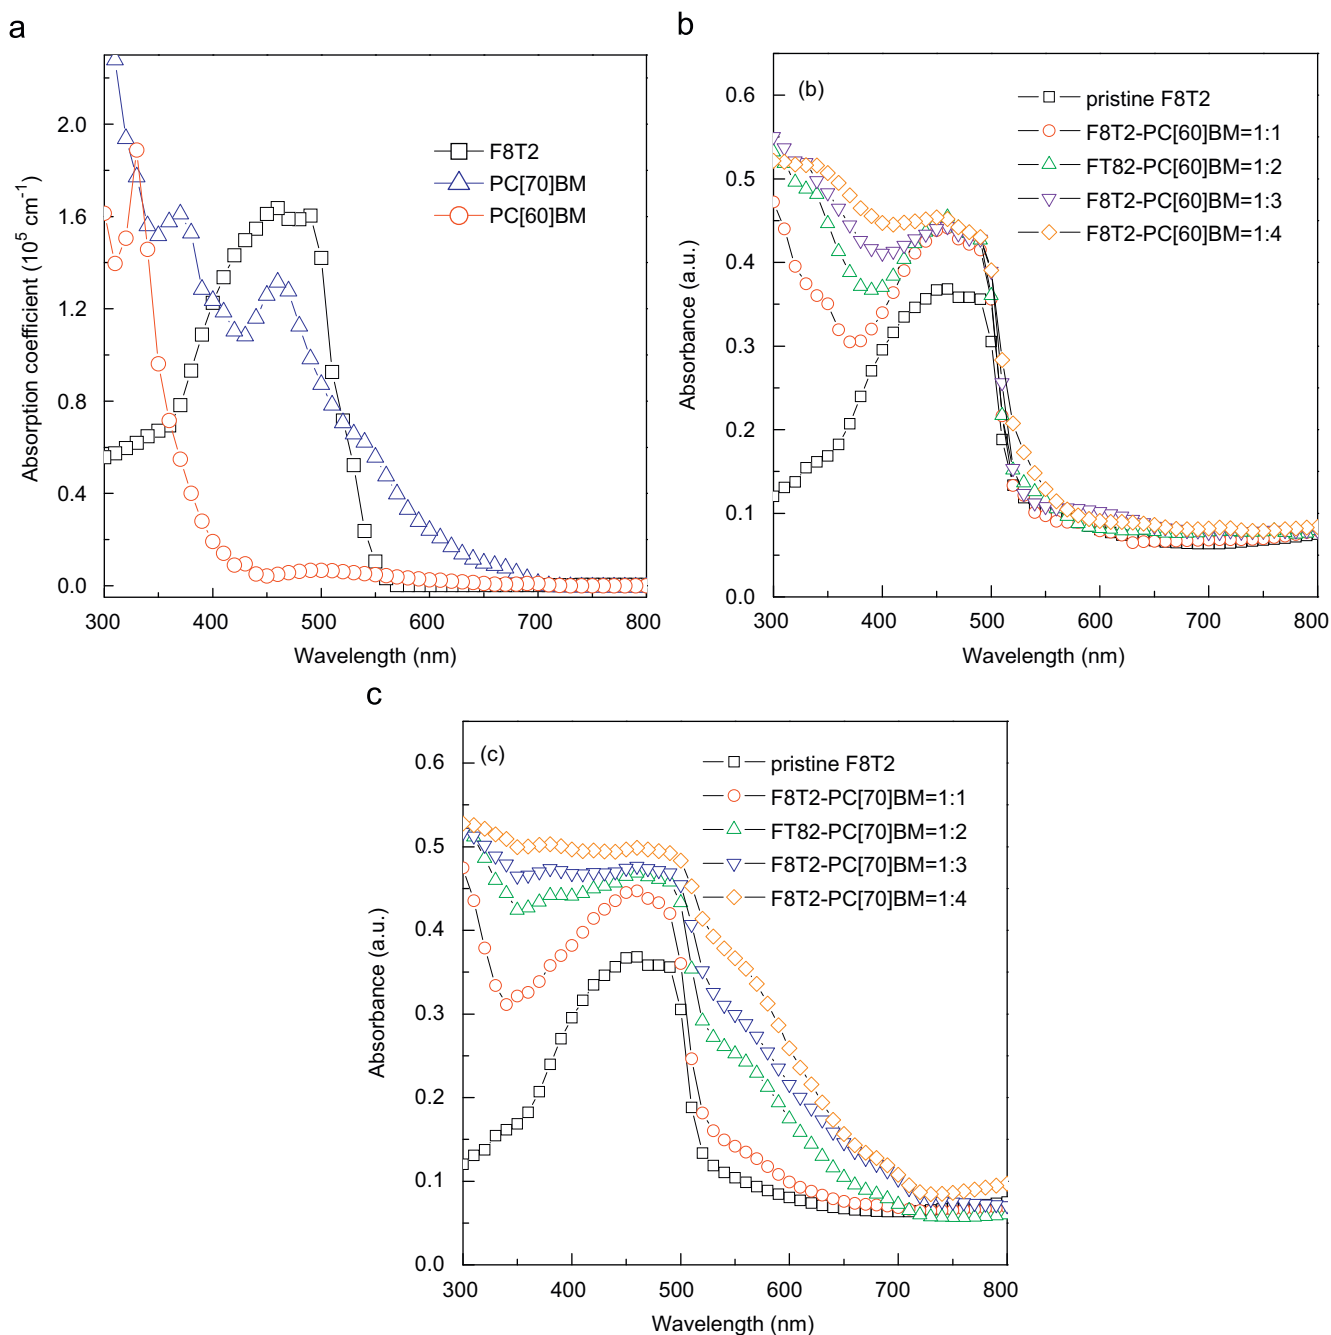 a
2.0
1.6
1.2
0.8
0.4
0.0
300 400 500 600 700 800
Absorption coefficient (10⁵ cm⁻¹)
Wavelength (nm)
F8T2
PC[70]BM
PC[60]BM
b
(b)
0.6
0.5
0.4
0.3
0.2
0.1
0.0
300 400 500 600 700 800
Absorbance (a.u.)
Wavelength (nm)
pristine F8T2
F8T2-PC[60]BM=1:1
FT82-PC[60]BM=1:2
F8T2-PC[60]BM=1:3
F8T2-PC[60]BM=1:4
c
(c)
0.6
0.5
0.4
0.3
0.2
0.1
0.0
300 400 500 600 700 800
Absorbance (a.u.)
Wavelength (nm)
pristine F8T2
F8T2-PC[70]BM=1:1
FT82-PC[70]BM=1:2
F8T2-PC[70]BM=1:3
F8T2-PC[70]BM=1:4